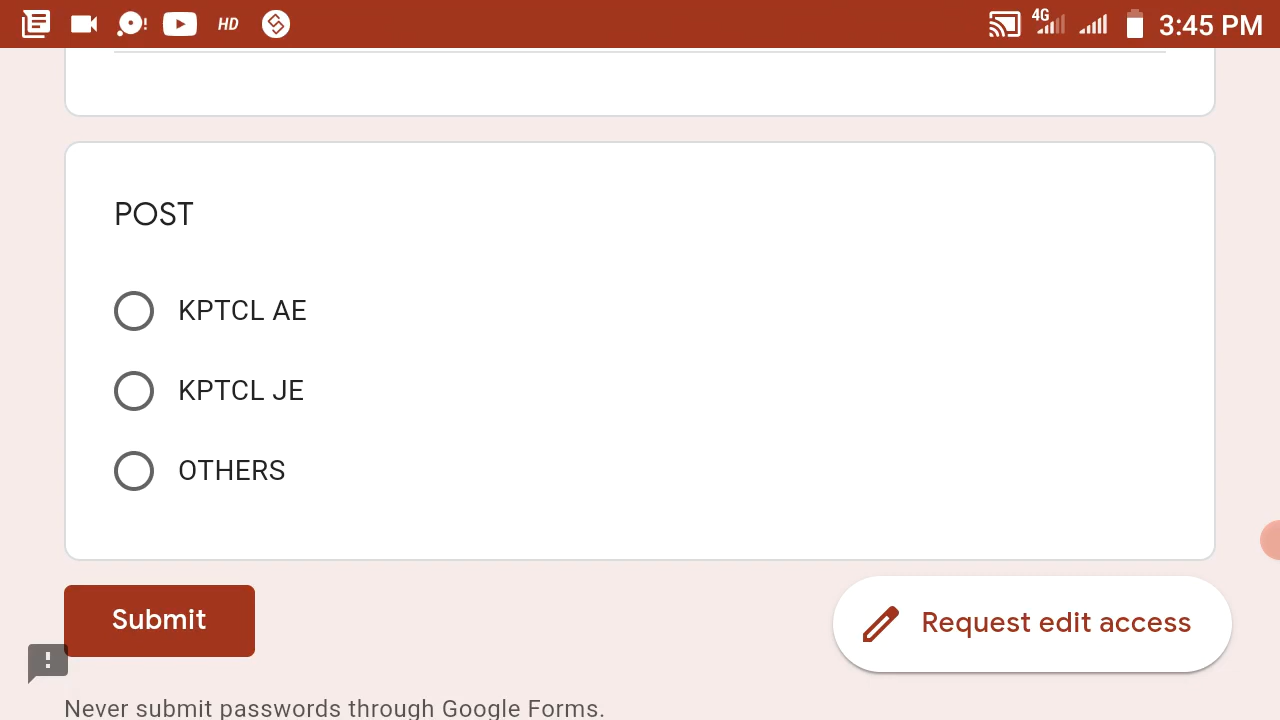 HD 4G 3:45 PM
POST
KPTCL AE
KPTCL JE
OTHERS
Submit
Request edit access
Never submit passwords through Google Forms.